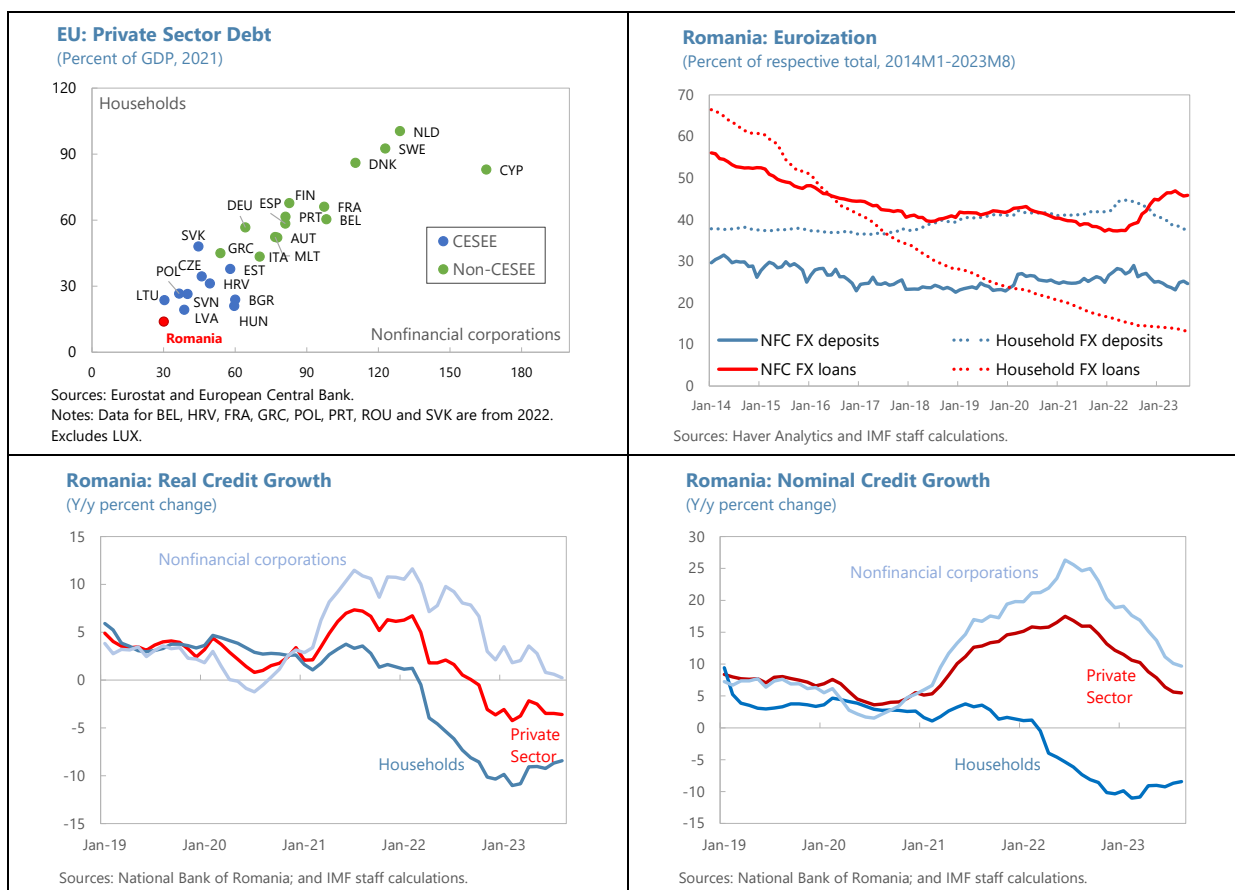 EU: Private Sector Debt
(Percent of GDP, 2021)
120
90
60
30
0
Households
NLD
SWE
DNK
CYP
FIN
ESP
DEU
FRA
PRT
BEL
SVK
AUT
GRC
MLT
ITA
CZE
EST
POL
HRV
LTU
SVN
BGR
LVA
HUN
Romania
CESEE
Non-CESEE
Nonfinancial corporations
0 30 60 90 120 150 180
Sources: Eurostat and European Central Bank.
Notes: Data for BEL, HRV, FRA, GRC, POL, PRT, ROU and SVK are from 2022.
Excludes LUX.
Romania: Euroization
(Percent of respective total, 2014M1-2023M8)
70
60
50
40
30
20
10
0
NFC FX deposits
Household FX deposits
NFC FX loans
Household FX loans
Jan-14 Jan-15 Jan-16 Jan-17 Jan-18 Jan-19 Jan-20 Jan-21 Jan-22 Jan-23
Sources: Haver Analytics and IMF staff calculations.
Romania: Real Credit Growth
(Y/y percent change)
15
10
5
0
-5
-10
-15
Nonfinancial corporations
Private
Sector
Households
Jan-19 Jan-20 Jan-21 Jan-22 Jan-23
Sources: National Bank of Romania; and IMF staff calculations.
Romania: Nominal Credit Growth
(Y/y percent change)
30
25
20
15
10
5
0
-5
-10
-15
Nonfinancial corporations
Private
Sector
Households
Jan-19 Jan-20 Jan-21 Jan-22 Jan-23
Sources: National Bank of Romania; and IMF staff calculations.